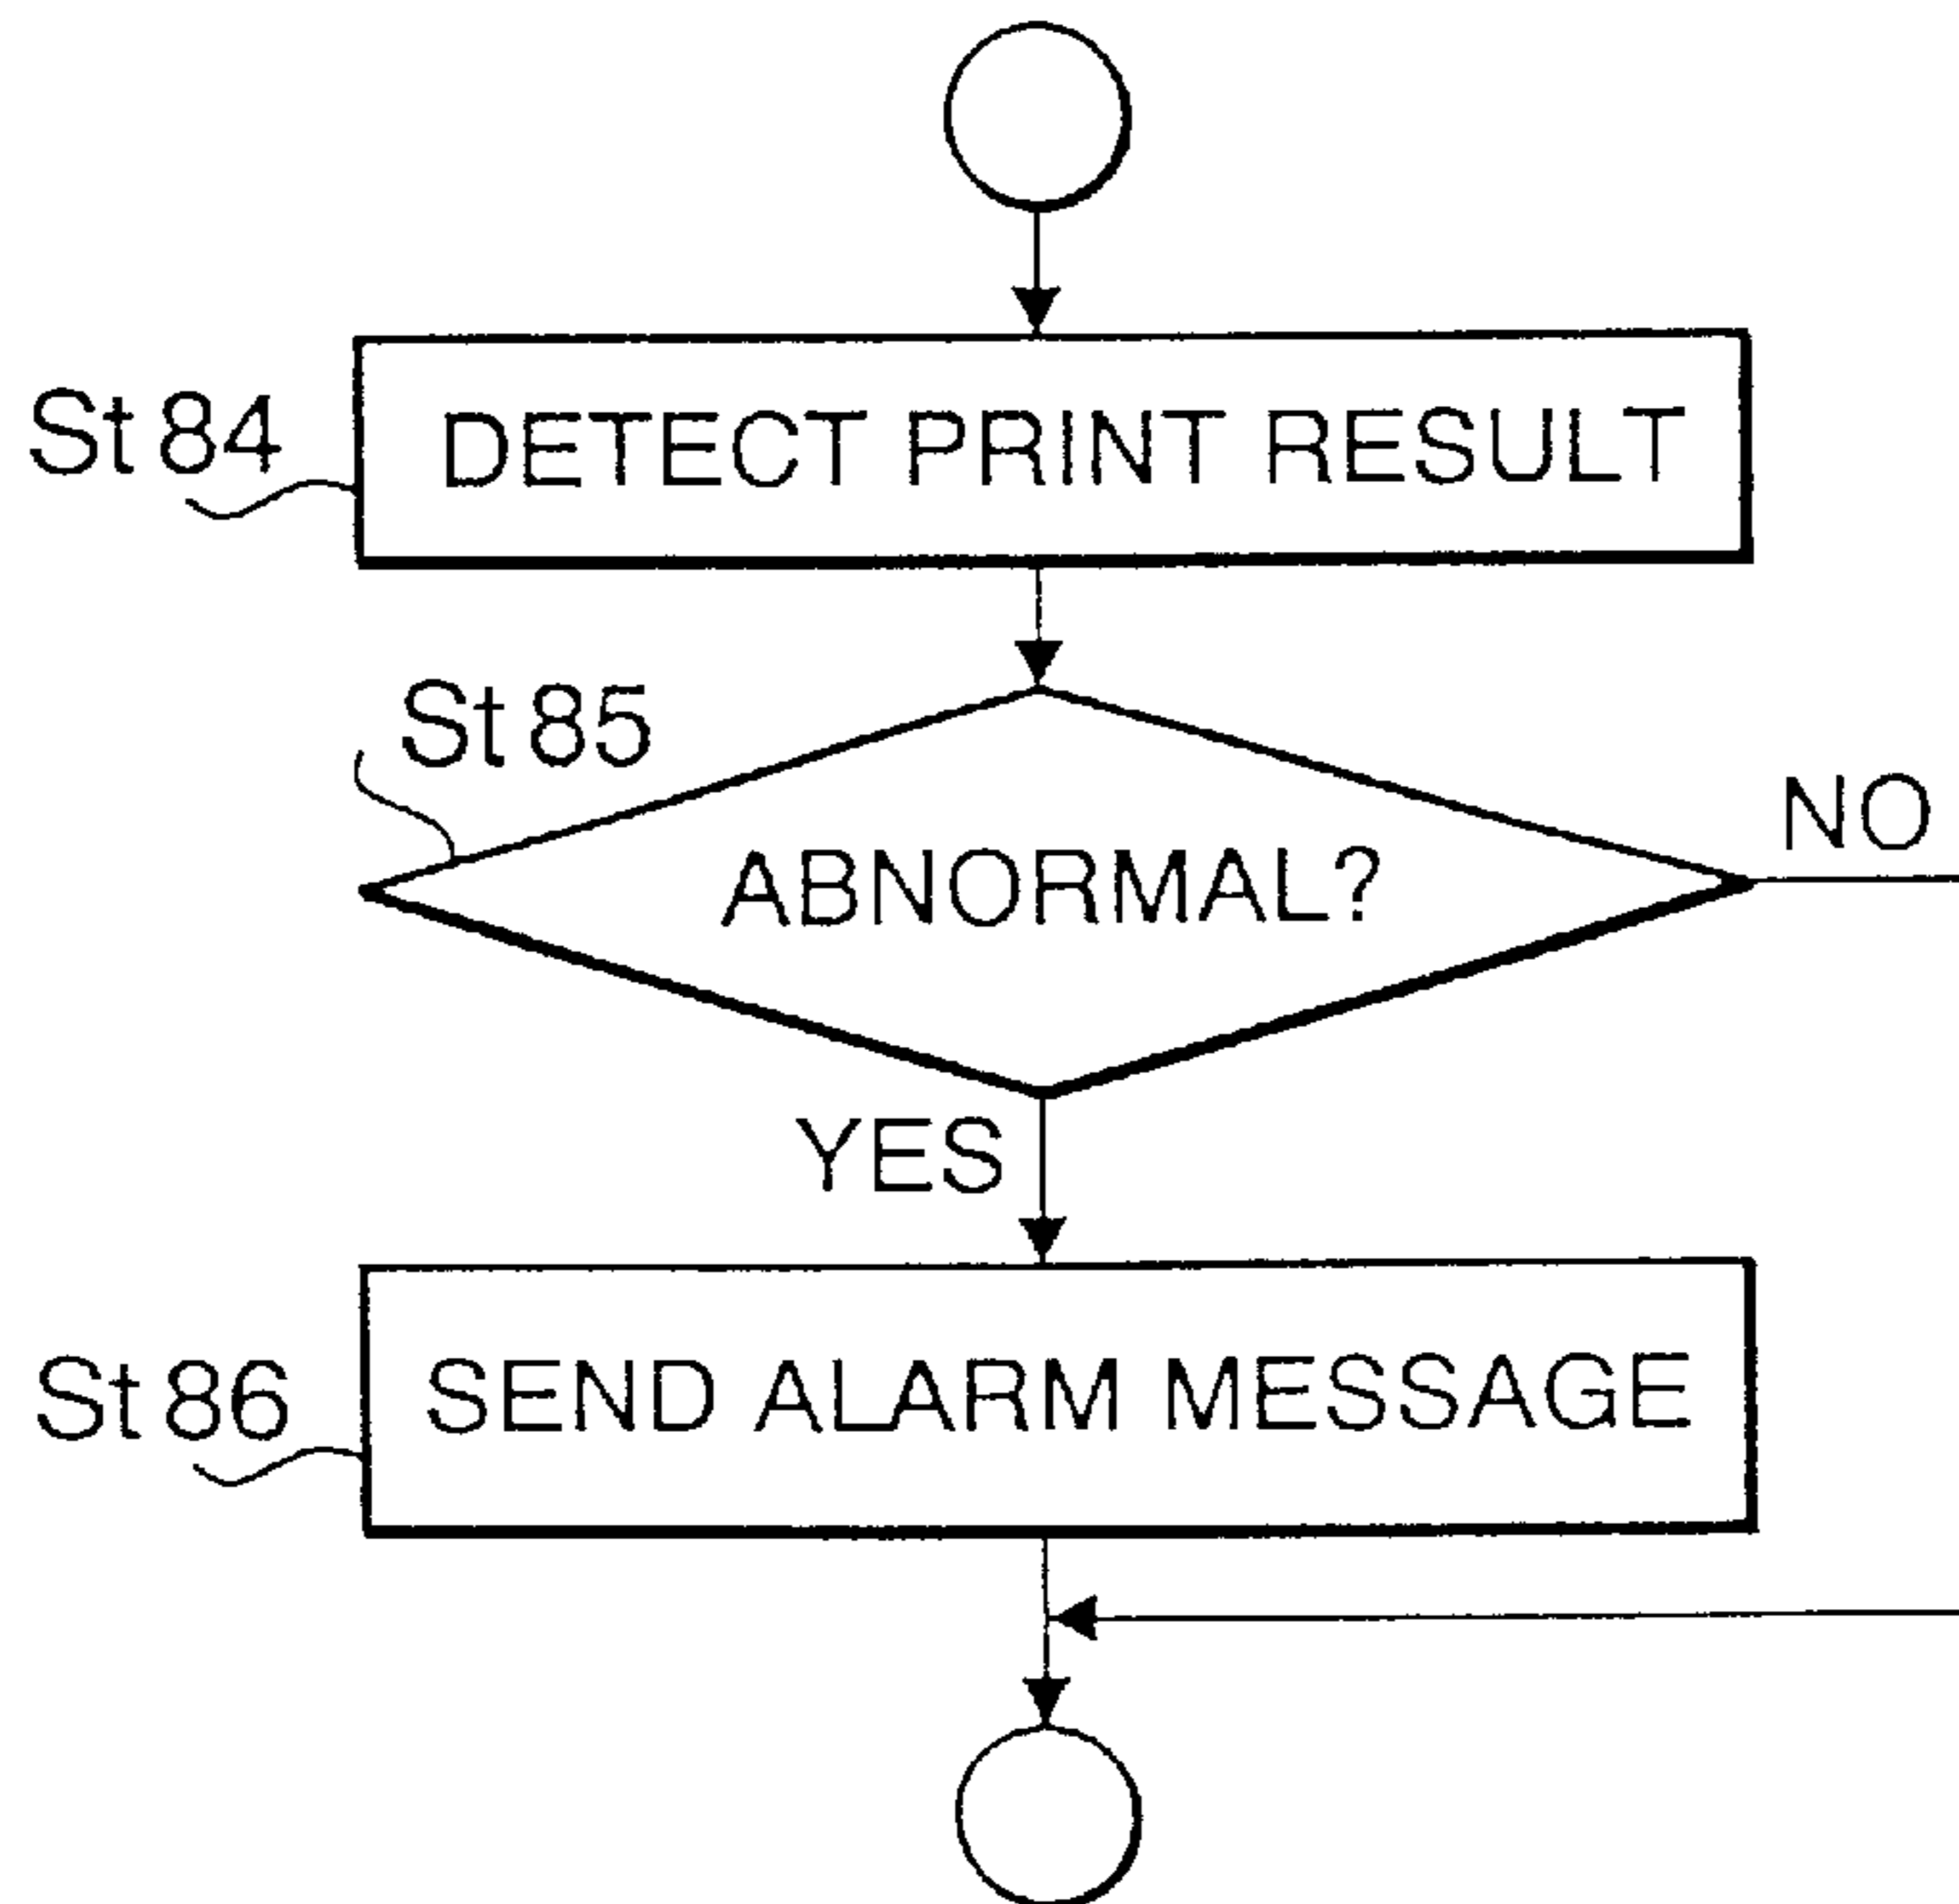 St 84
DETECT PRINT RESULT
St 85
ABNORMAL?
NO
YES
St 86
SEND ALARM MESSAGE